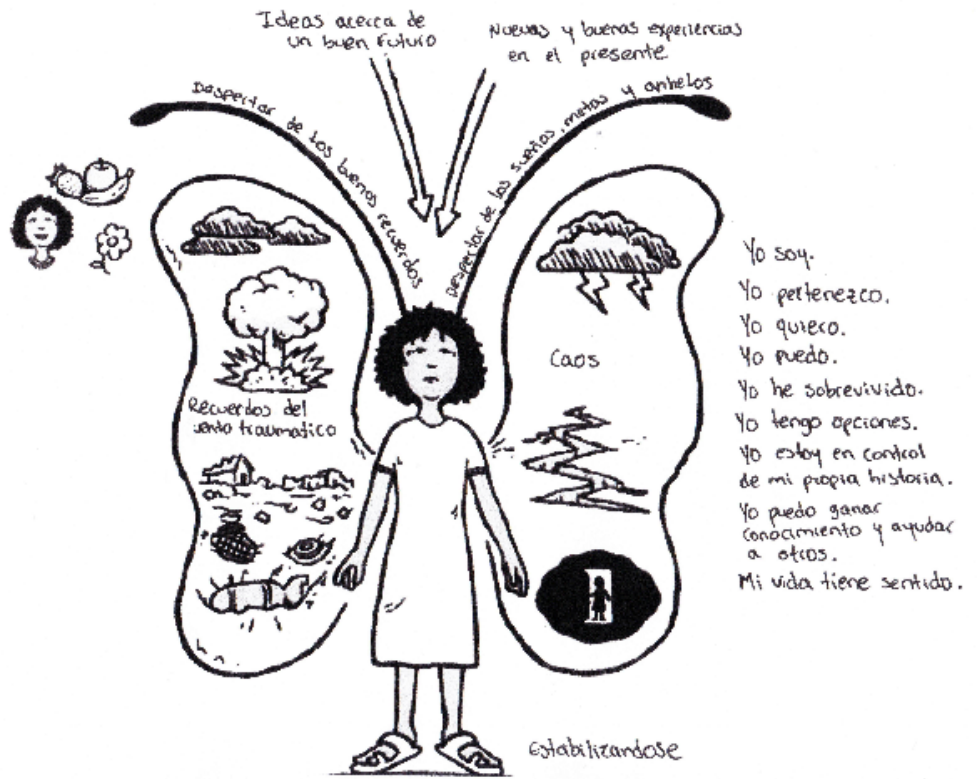 Ideas acerca de
un buen Futuro
Nuevas y buenas experiencias
en el presente
Despertar de los buenos recuerdos
Despertar de los sueños, metas y anhelos
Recuerdos del
vento traumatico
Caos
Yo soy.
Yo pertenezco.
Yo quiero.
Yo puedo.
Yo he sobrevivido.
Yo tengo opciones.
Yo estoy en control
de mi propia historia.
Yo puedo ganar
conocimiento y ayudar
a otros.
Mi vida tiene sentido.
Estabilizandose